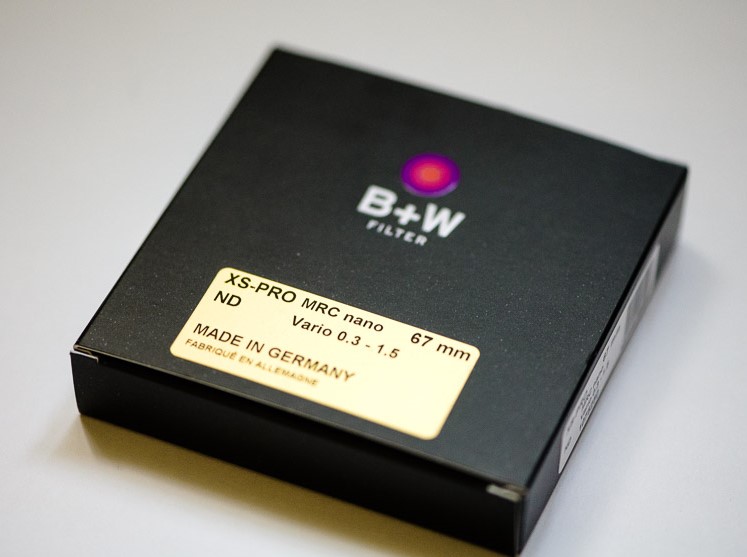 B+W
FILTER
XS-PRO MRC nano 67 mm
ND Vario 0.3 - 1.5
MADE IN GERMANY
FABRIQUÉ EN ALLEMAGNE